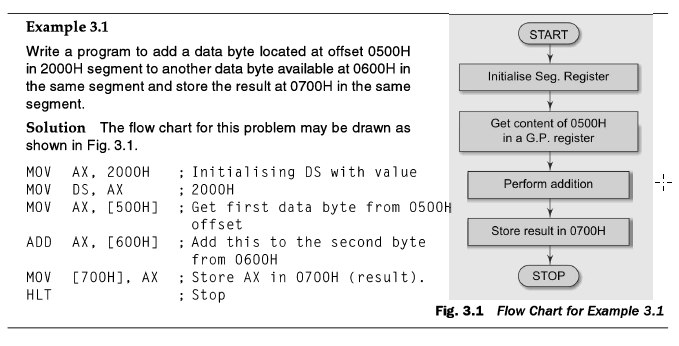 Example 3.1
Write a program to add a data byte located at offset 0500H
in 2000H segment to another data byte available at 0600H in
the same segment and store the result at 0700H in the same
segment.
Solution The flow chart for this problem may be drawn as
shown in Fig. 3.1.
MOV AX, 2000H ; Initialising DS with value
MOV DS, AX ; 2000H
MOV AX, [500H] ; Get first data byte from 0500H
offset
ADD AX, [600H] ; Add this to the second byte
from 0600H
MOV [700H], AX ; Store AX in 0700H (result).
HLT ; Stop
START
Initialise Seg. Register
Get content of 0500H
in a G.P. register
Perform addition
Store result in 0700H
STOP
Fig. 3.1 Flow Chart for Example 3.1